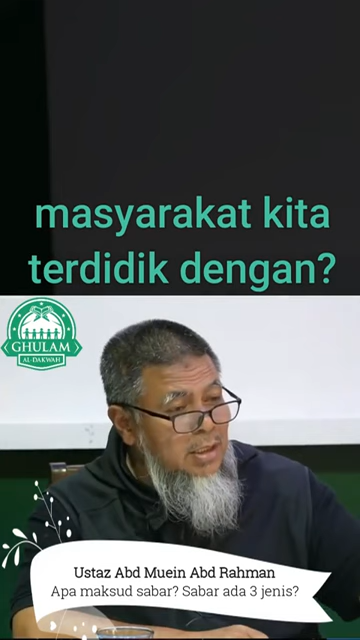 masyarakat kita
terdidik dengan?
GHULAM
AL-DAKWAH
Ustaz Abd Muein Abd Rahman
Apa maksud sabar? Sabar ada 3 jenis?